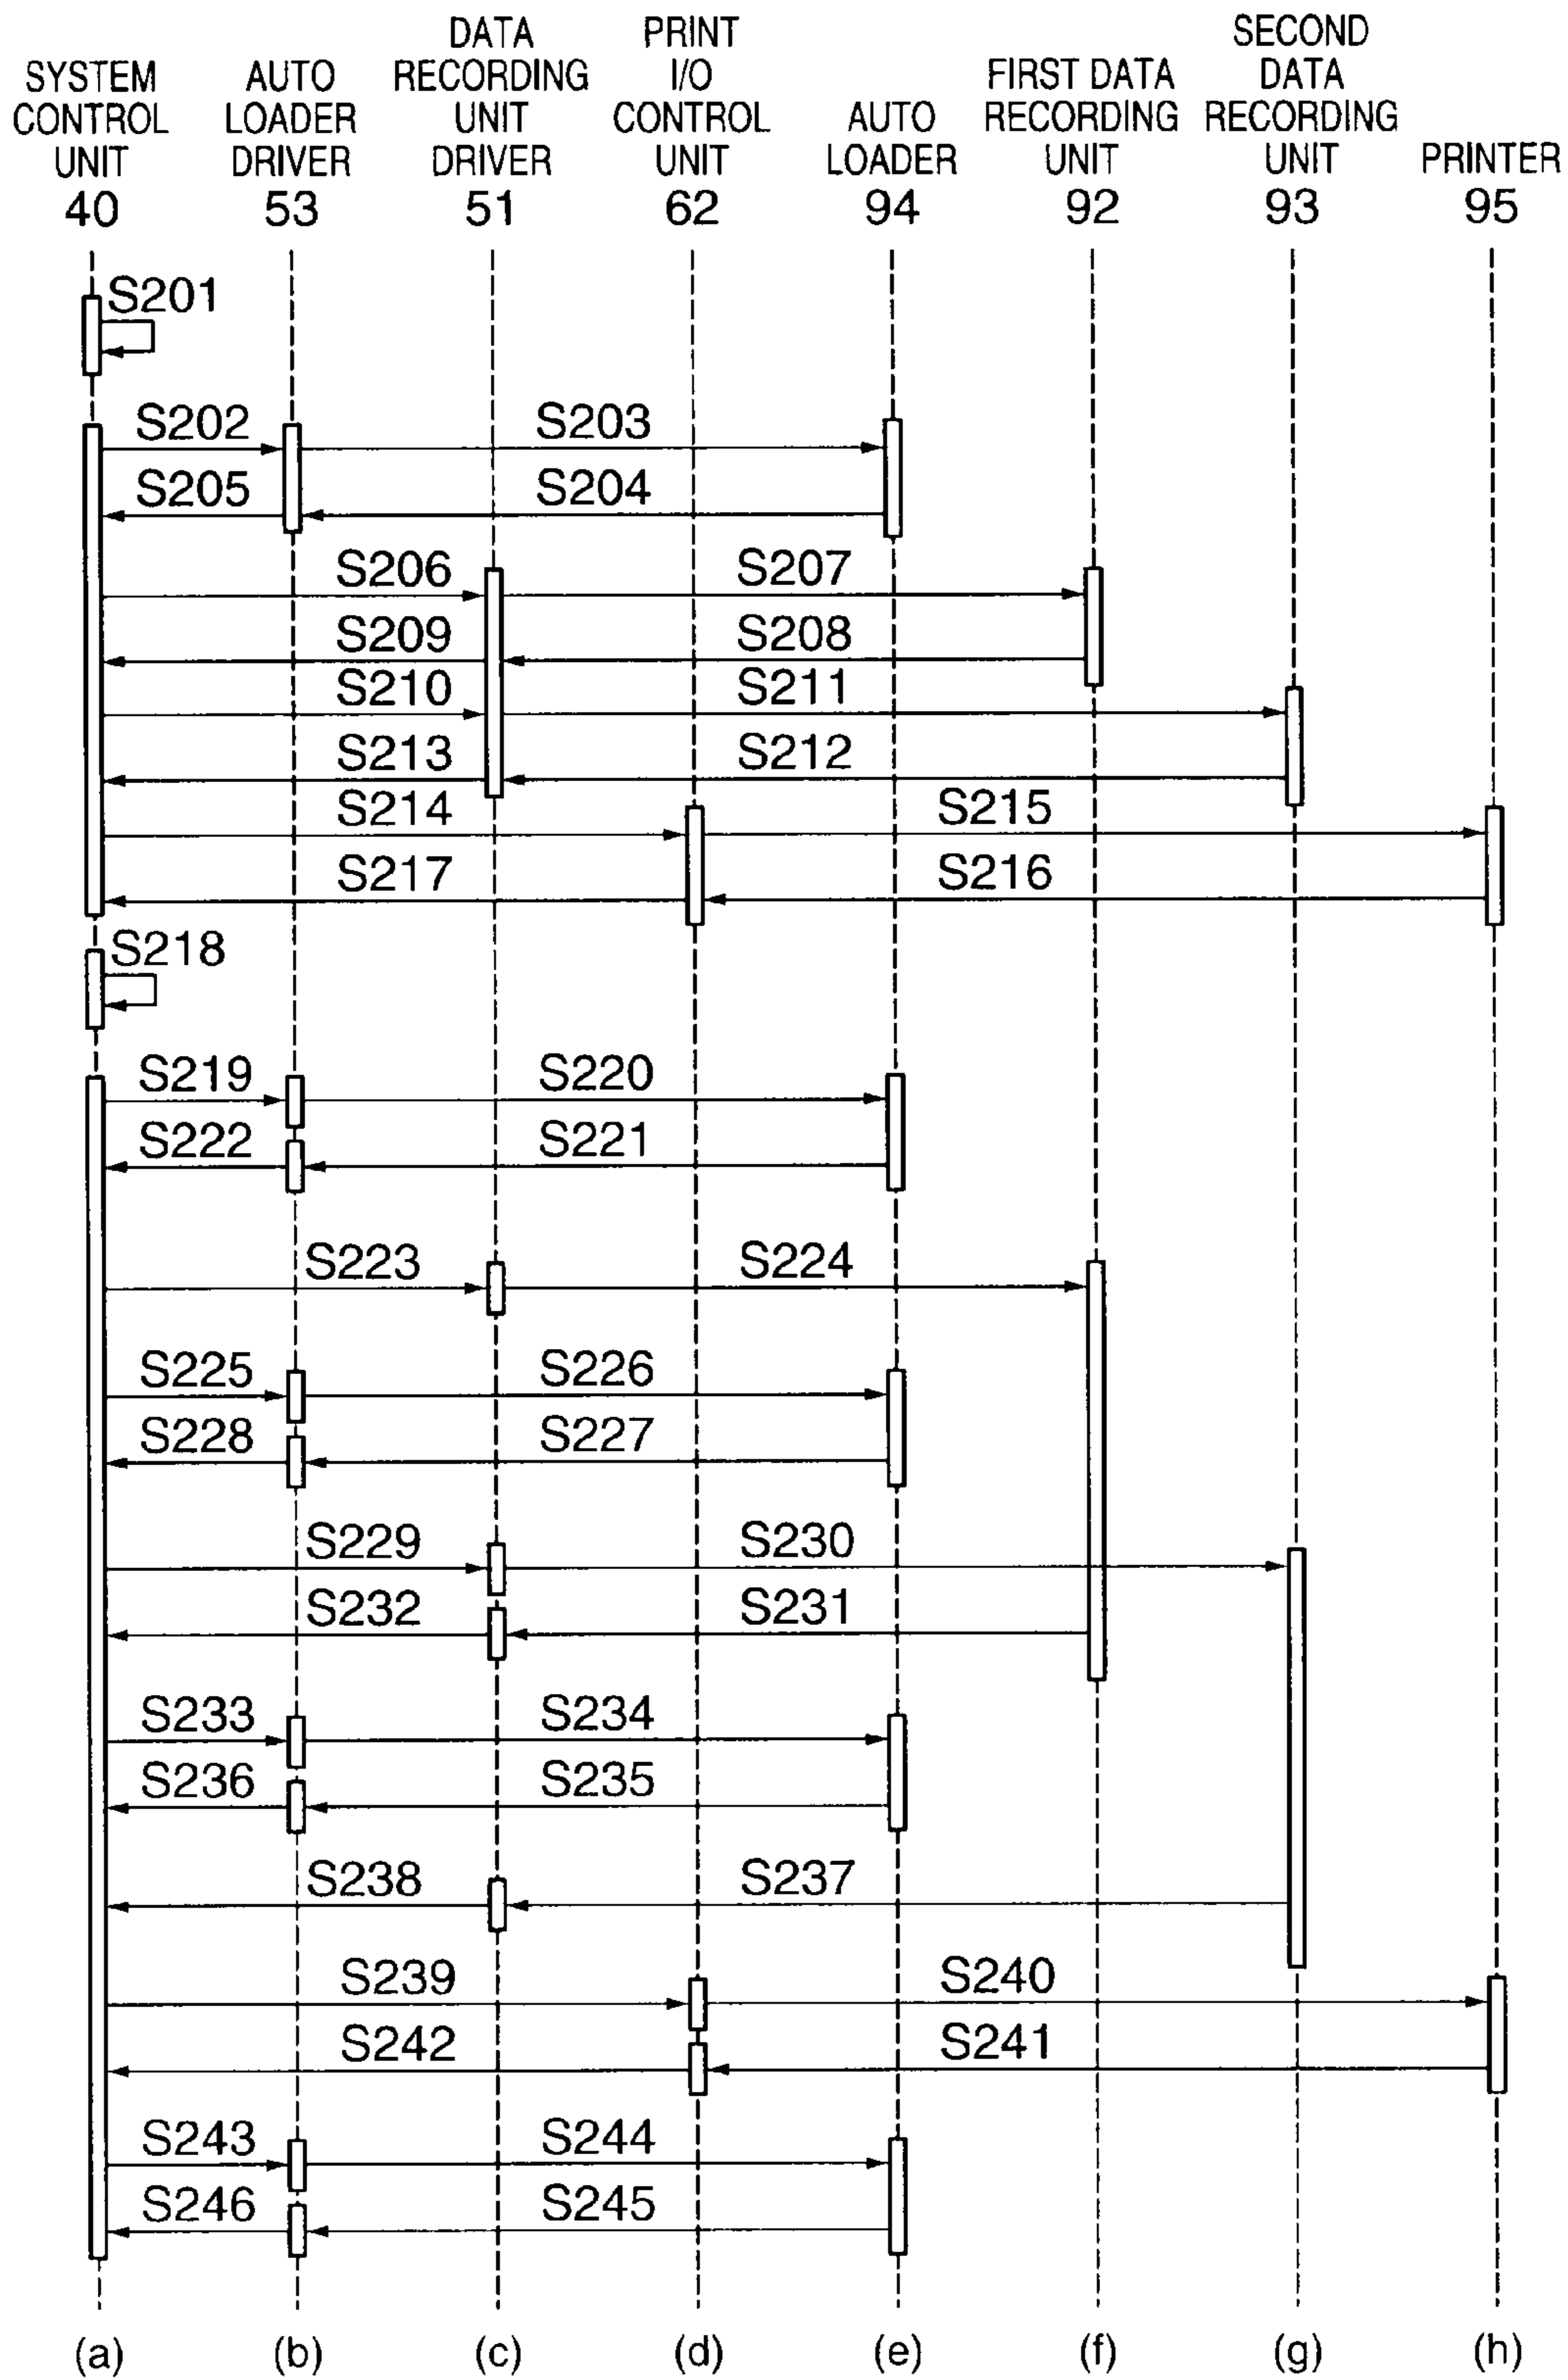 SYSTEM
CONTROL
UNIT
40
AUTO
LOADER
DRIVER
53
DATA
RECORDING
UNIT
DRIVER
51
PRINT
I/O
CONTROL
UNIT
62
AUTO
LOADER
94
FIRST DATA
RECORDING
UNIT
92
SECOND
DATA
RECORDING
UNIT
93
PRINTER
95
S201
S202 S203
S205 S204
S206 S207
S209 S208
S210 S211
S213 S212
S214 S215
S217 S216
S218
S219 S220
S222 S221
S223 S224
S225 S226
S228 S227
S229 S230
S232 S231
S233 S234
S236 S235
S238 S237
S239 S240
S242 S241
S243 S244
S246 S245
(a) (b) (c) (d) (e) (f) (g) (h)